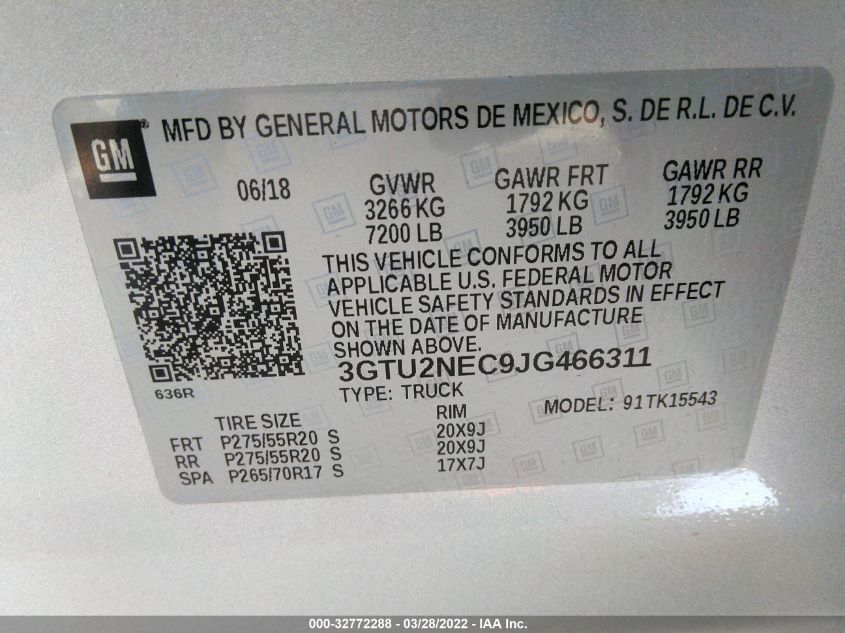 GM ® MFD BY GENERAL MOTORS DE MEXICO, S. DE R.L. DE C.V.
06/18 GVWR GAWR FRT GAWR RR
3266 KG 1792 KG 1792 KG
7200 LB 3950 LB 3950 LB
THIS VEHICLE CONFORMS TO ALL
APPLICABLE U.S. FEDERAL MOTOR
VEHICLE SAFETY STANDARDS IN EFFECT
ON THE DATE OF MANUFACTURE
SHOWN ABOVE.
3GTU2NEC9JG466311
636R TYPE: TRUCK MODEL: 91TK15543
TIRE SIZE RIM
FRT P275/55R20 S 20X9J
RR P275/55R20 S 20X9J
SPA P265/70R17 S 17X7J
000-32772288 - 03/28/2022 - IAA Inc.